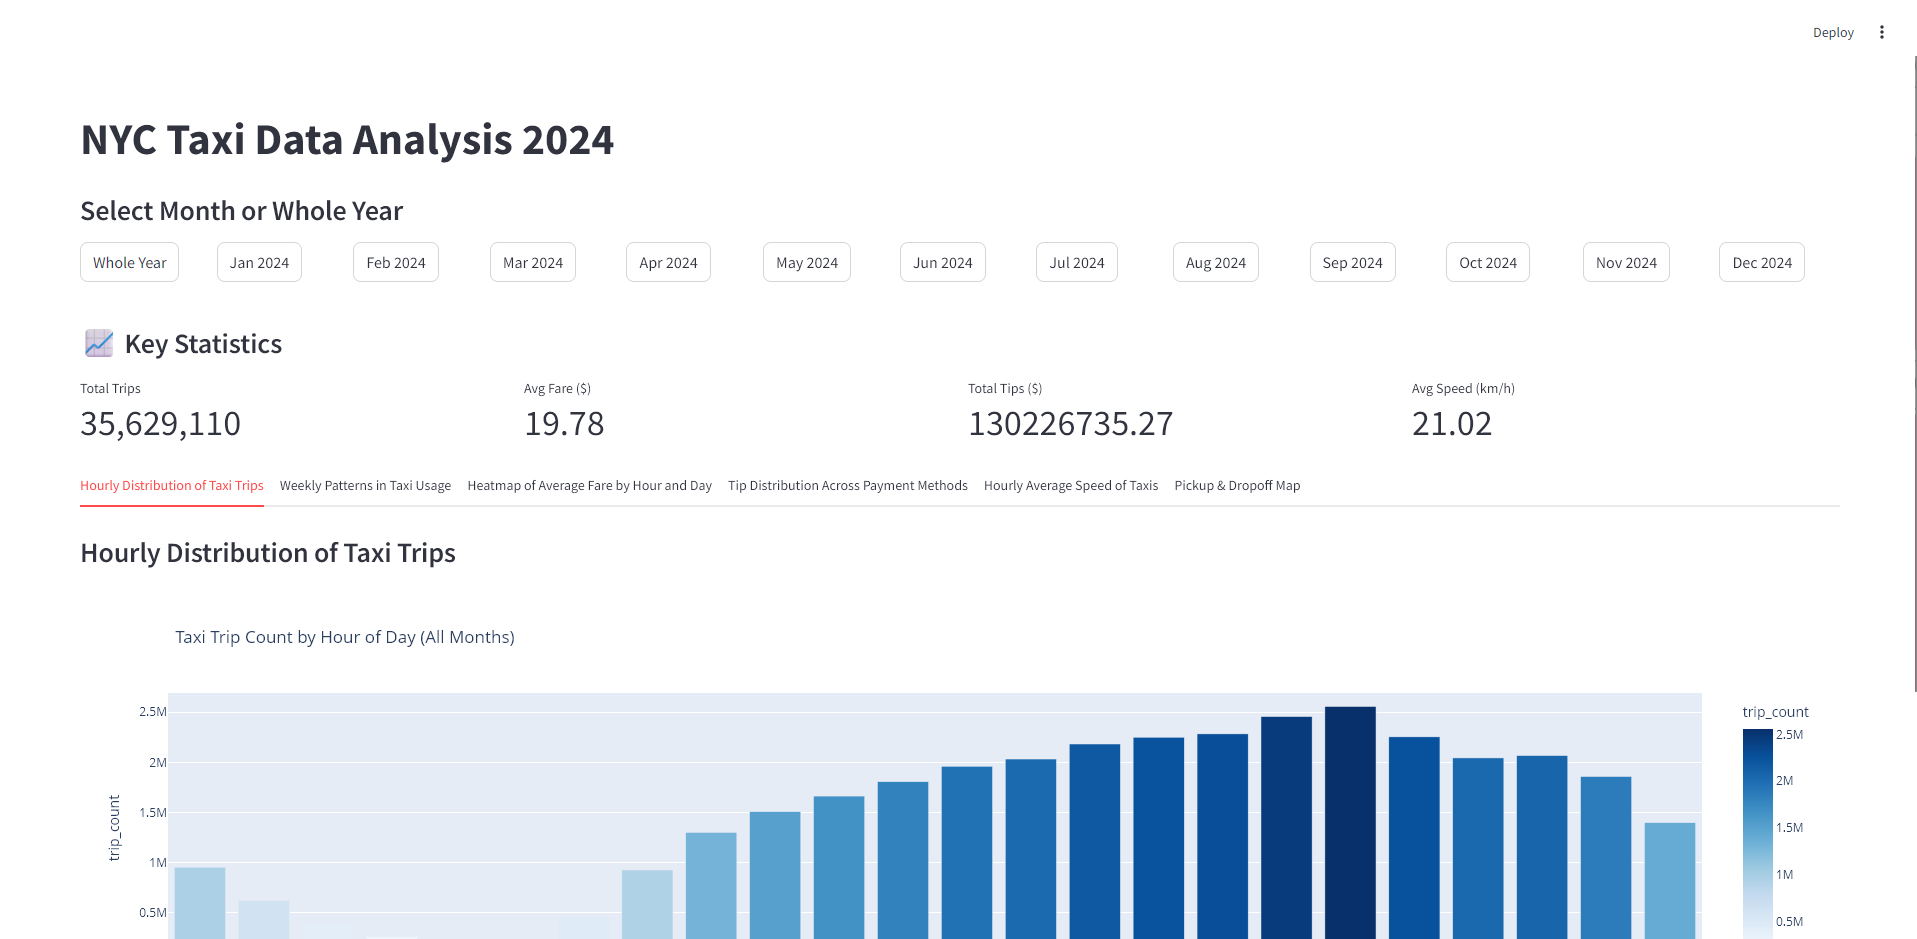 Deploy
NYC Taxi Data Analysis 2024
Select Month or Whole Year
Whole Year Jan 2024 Feb 2024 Mar 2024 Apr 2024 May 2024 Jun 2024 Jul 2024 Aug 2024 Sep 2024 Oct 2024 Nov 2024 Dec 2024
Key Statistics
Total Trips Avg Fare ($) Total Tips ($) Avg Speed (km/h)
35,629,110 19.78 130226735.27 21.02
Hourly Distribution of Taxi Trips Weekly Patterns in Taxi Usage Heatmap of Average Fare by Hour and Day Tip Distribution Across Payment Methods Hourly Average Speed of Taxis Pickup & Dropoff Map
Hourly Distribution of Taxi Trips
Taxi Trip Count by Hour of Day (All Months)
trip_count
2.5M
2M
1.5M
1M
0.5M
trip_count
2.5M
2M
1.5M
1M
0.5M